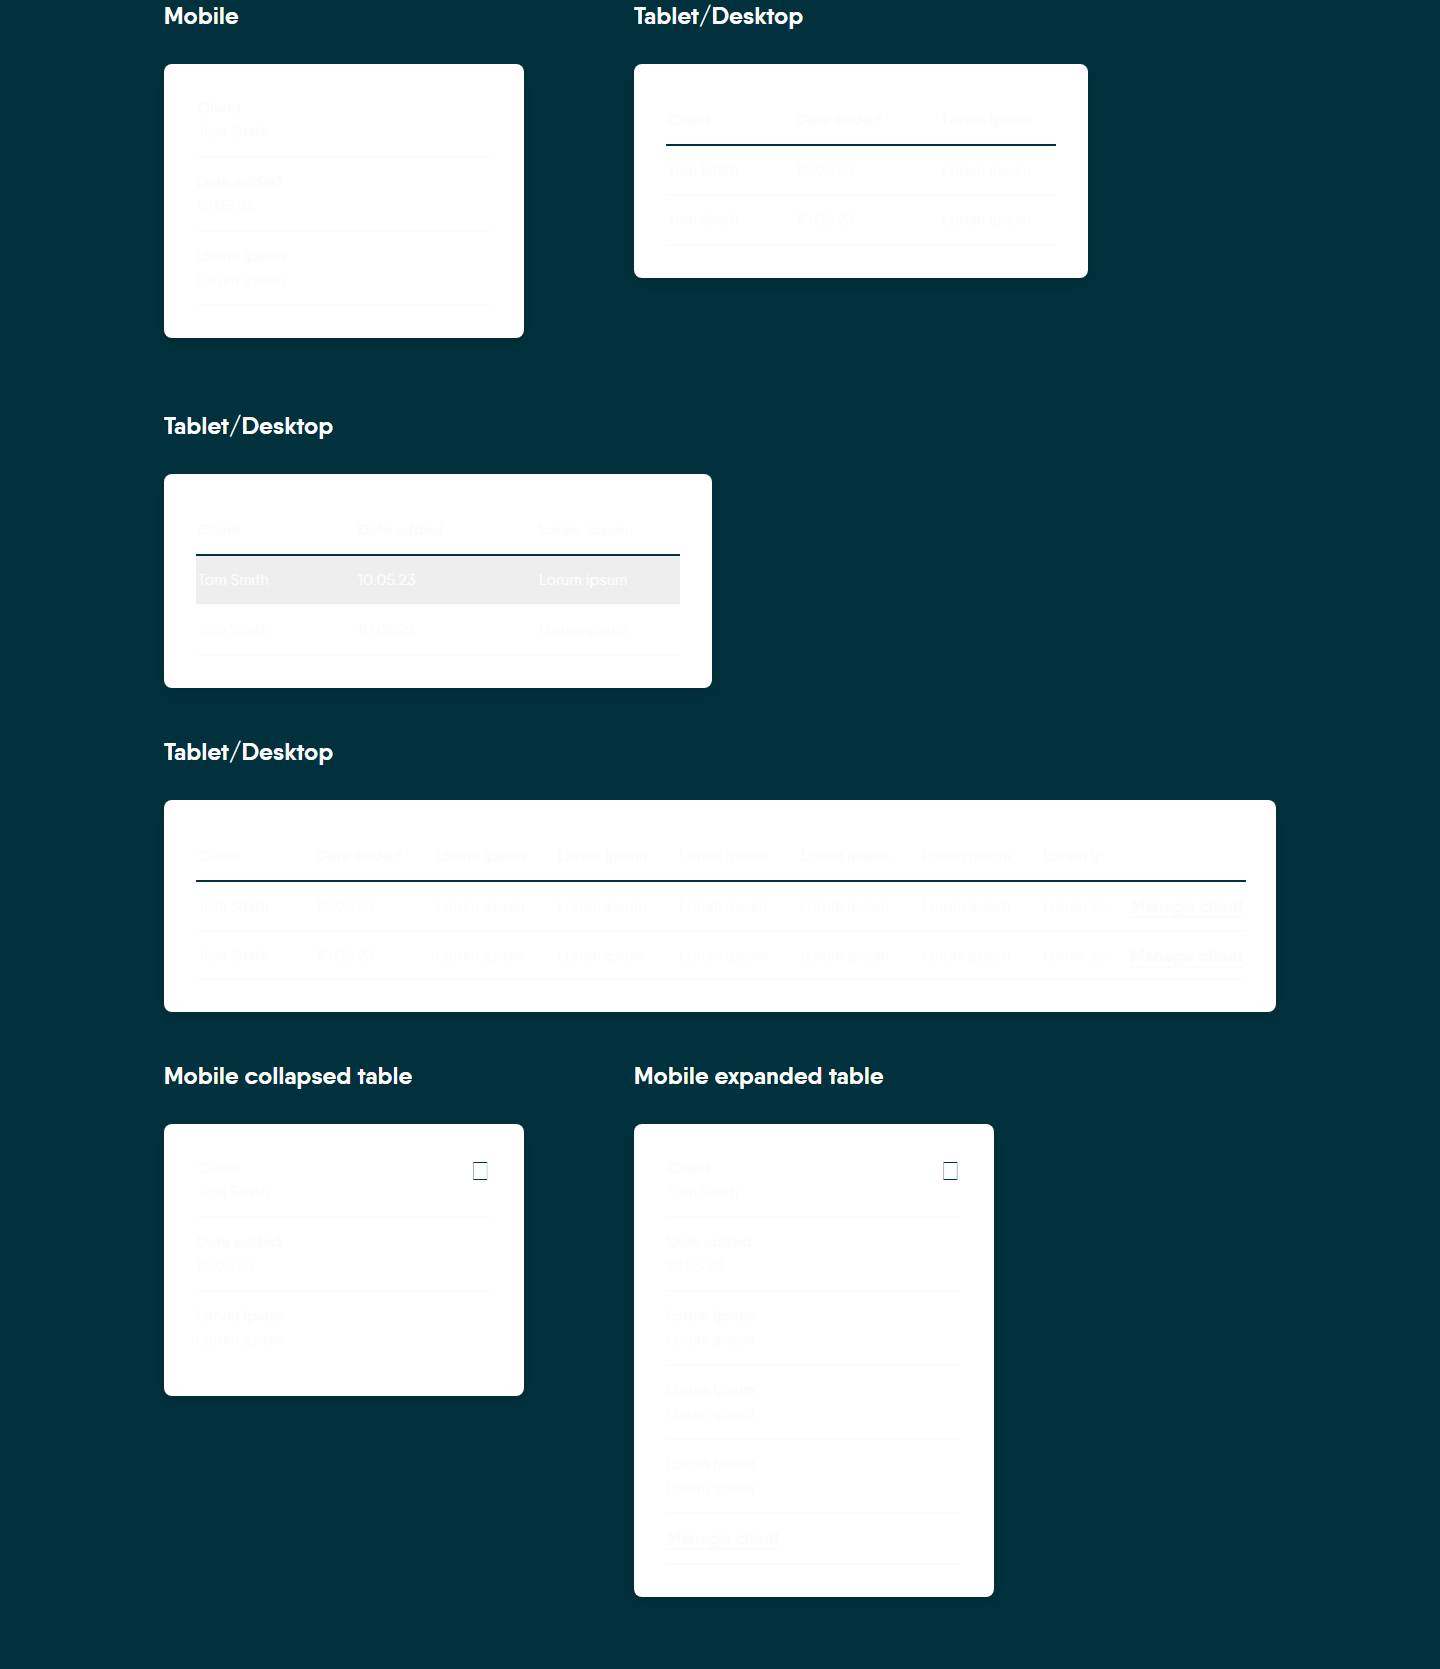 Mobile
Client
Tom Smith
Date added
10.05.23
Lorum ipsum
Lorum ipsum
Tablet/Desktop
Client Date added Lorum ipsum
Tom Smith 10.05.23 Lorum ipsum
Tom Smith 10.05.23 Lorum ipsum
Tablet/Desktop
Client Date added Lorum ipsum
Tom Smith 10.05.23 Lorum ipsum
Tom Smith 10.05.23 Lorum ipsum
Tablet/Desktop
Client Date added Lorum ipsum Lorum ipsum Lorum ipsum Lorum ipsum Lorum ipsum Lorum ip
Tom Smith 10.05.23 Lorum ipsum Lorum ipsum Lorum ipsum Lorum ipsum Lorum ipsum Lorum Manage client
Tom Smith 10.05.23 Lorum ipsum Lorum ipsum Lorum ipsum Lorum ipsum Lorum ipsum Lorum Manage client
Mobile collapsed table
Client
Tom Smith
Date added
10.05.23
Lorum ipsum
Lorum ipsum
Mobile expanded table
Client
Tom Smith
Date added
10.05.23
Lorum ipsum
Lorum ipsum
Lorum ipsum
Lorum ipsum
Lorum ipsum
Lorum ipsum
Manage client